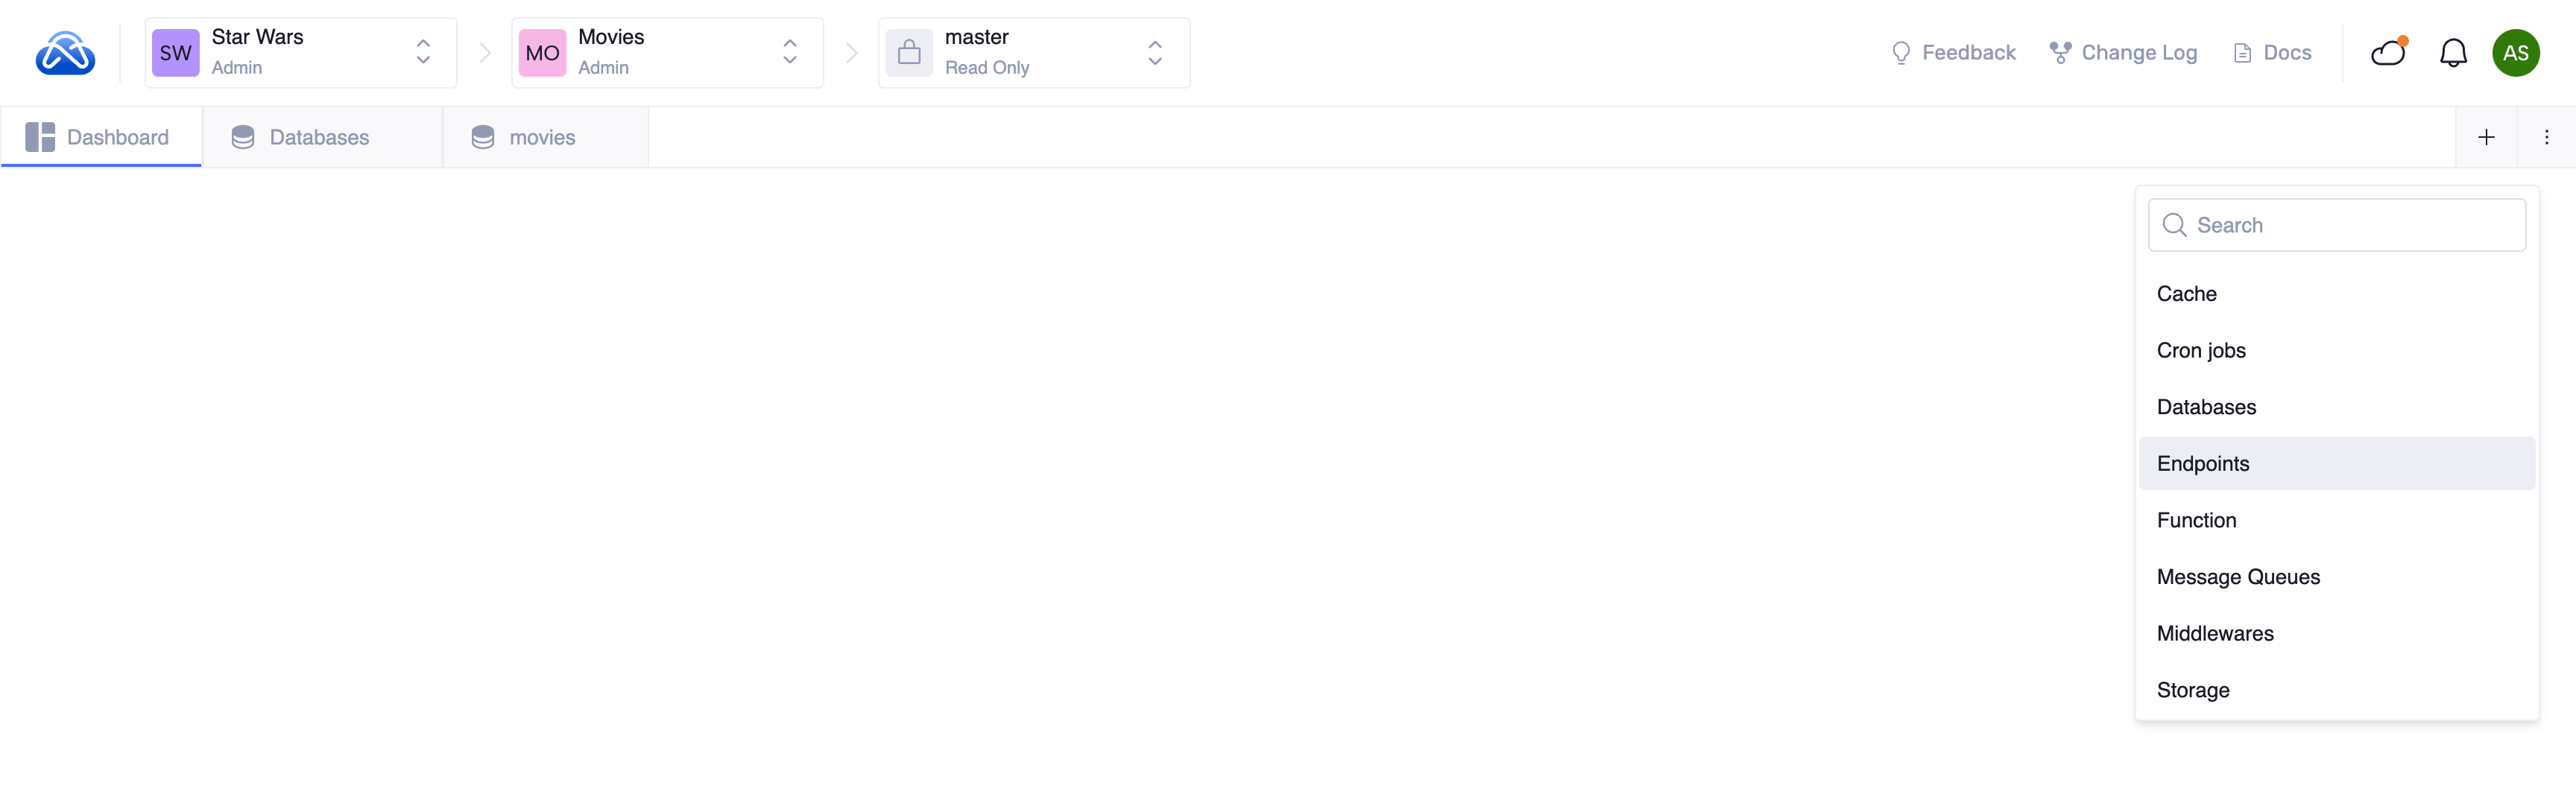 SW
Star Wars
Admin
MO
Movies
Admin
master
Read Only
Feedback
Change Log
Docs
AS
Dashboard
Databases
movies
Search
Cache
Cron jobs
Databases
Endpoints
Function
Message Queues
Middlewares
Storage